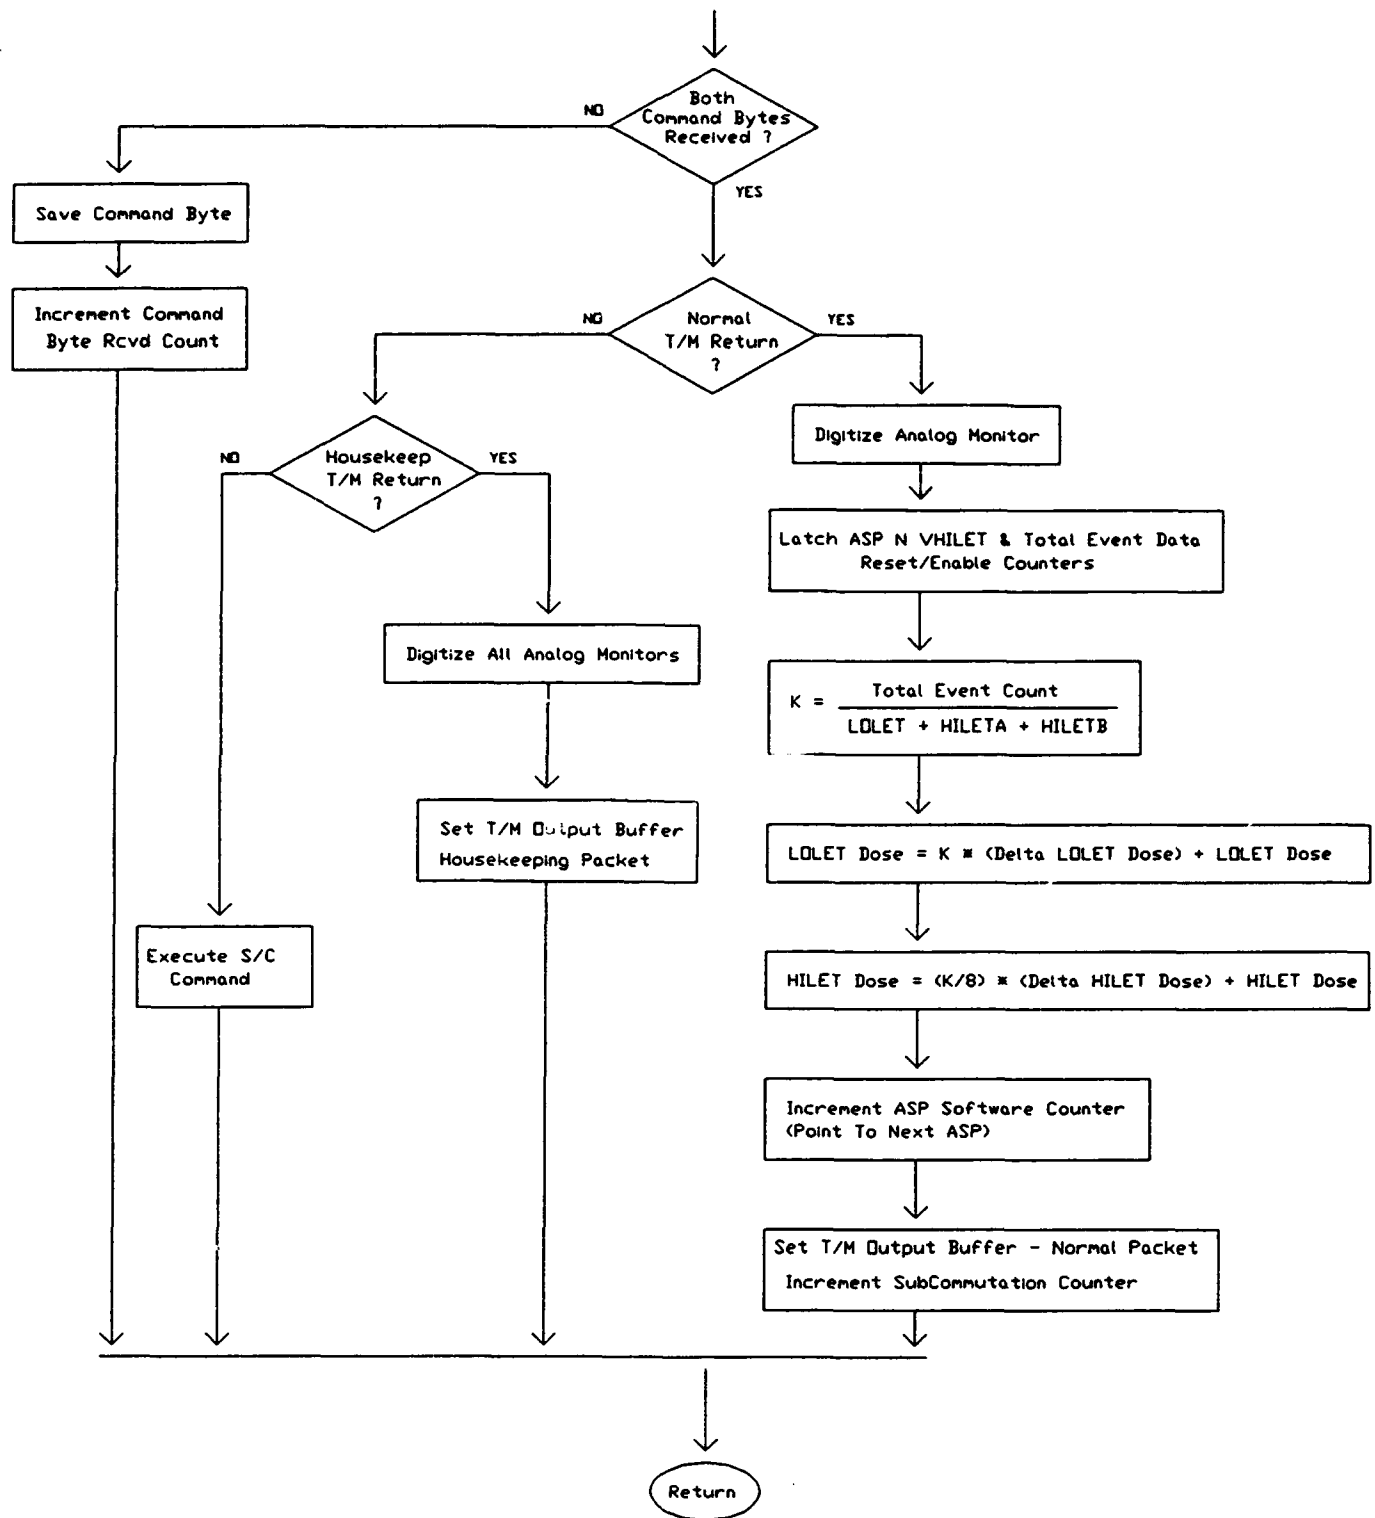 Both
Command Bytes
Received ?
NO
YES
Save Command Byte
Increment Command
Byte Rcvd Count
Normal
T/M Return
?
NO
YES
Housekeep
T/M Return
?
NO
YES
Digitize Analog Monitor
Latch ASP N VHILET & Total Event Data
Reset/Enable Counters
Digitize All Analog Monitors
K = Total Event Count
LOLET + HILETA + HILETB
Set T/M Output Buffer
Housekeeping Packet
LOLET Dose = K * (Delta LOLET Dose) + LOLET Dose
Execute S/C
Command
HILET Dose = (K/8) * (Delta HILET Dose) + HILET Dose
Increment ASP Software Counter
(Point To Next ASP)
Set T/M Output Buffer - Normal Packet
Increment SubCommutation Counter
Return